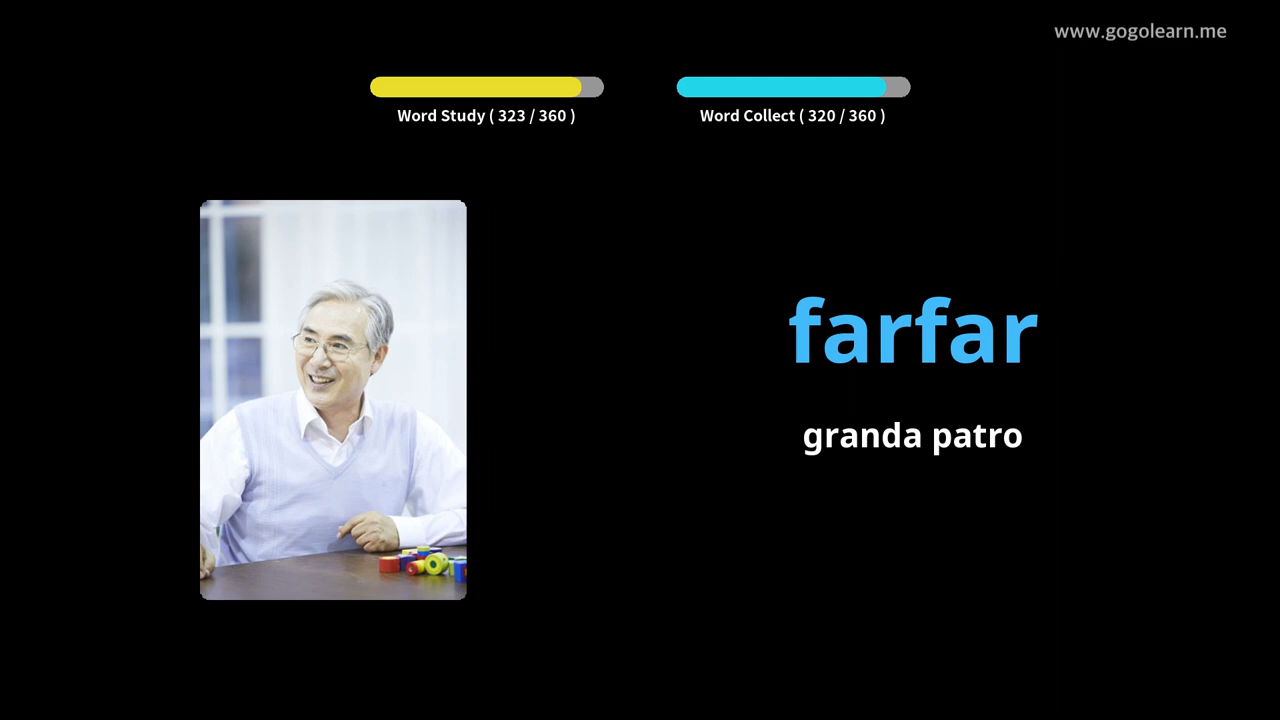 www.gogolearn.me
Word Study ( 323 / 360 )
Word Collect ( 320 / 360 )
farfar
granda patro